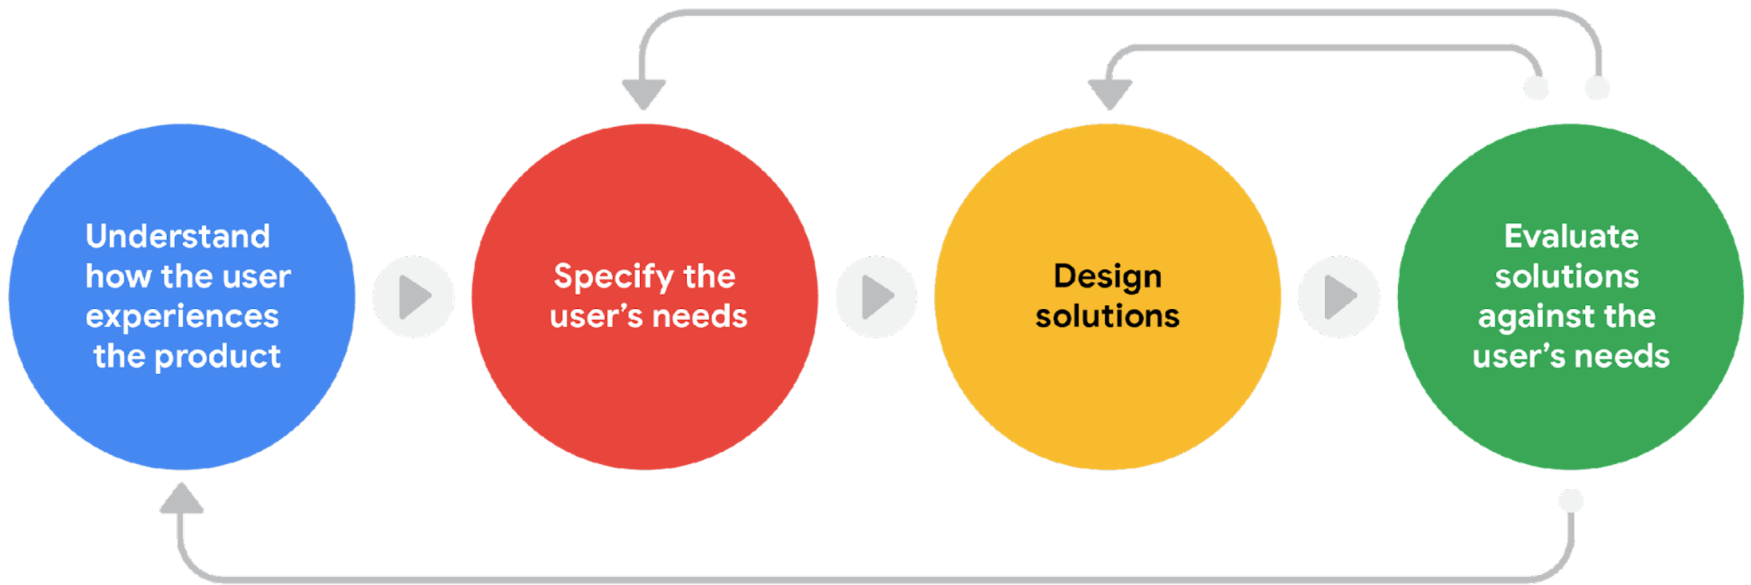 Understand
how the user
experiences
the product
Specify the
user’s needs
Design
solutions
Evaluate
solutions
against the
user’s needs